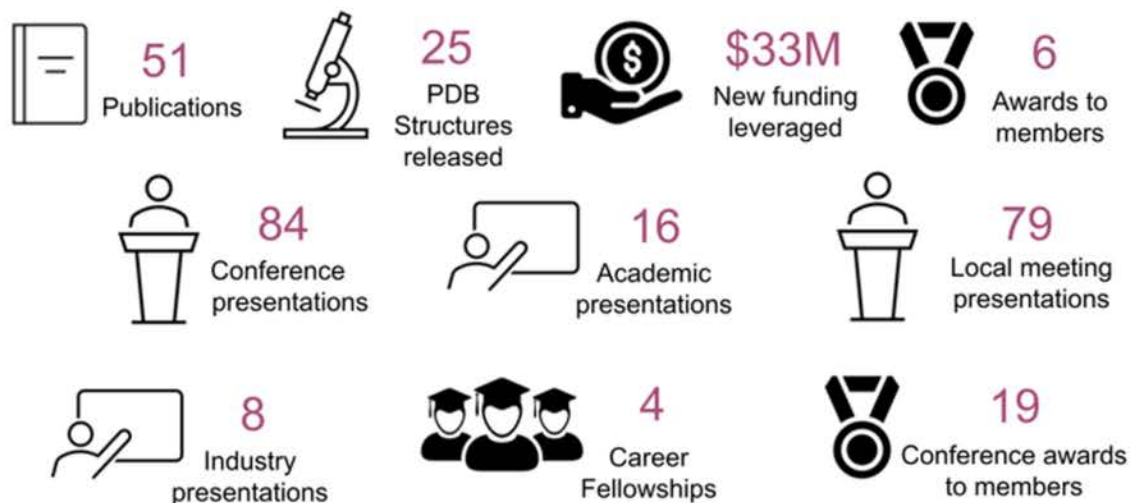 51
Publications
25
PDB
Structures
released
$
$33M
New funding
leveraged
6
Awards to
members
84
Conference
presentations
16
Academic
presentations
79
Local meeting
presentations
8
Industry
presentations
4
Career
Fellowships
19
Conference awards
to members